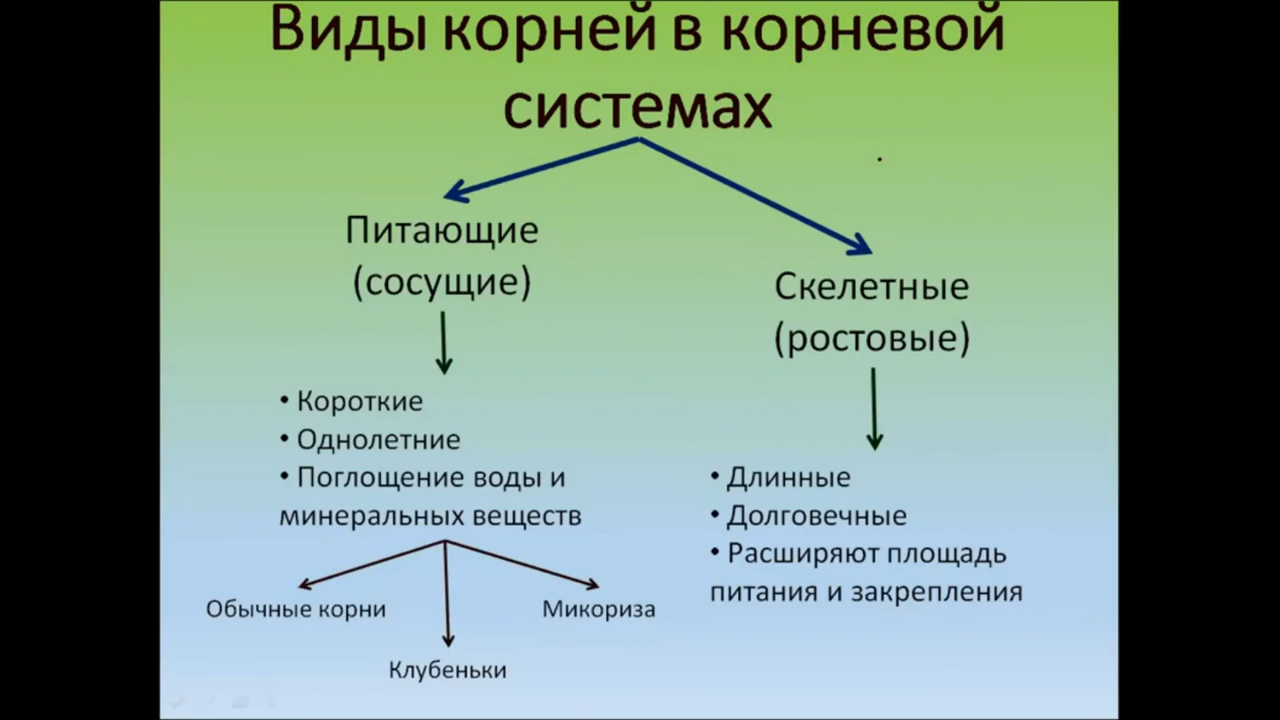 Виды корней в корневой
системах
Питающие
(сосущие)
• Короткие
• Однолетние
• Поглощение воды и
минеральных веществ
Обычные корни
Клубеньки
Микориза
Скелетные
(ростовые)
• Длинные
• Долговечные
• Расширяют площадь
питания и закрепления